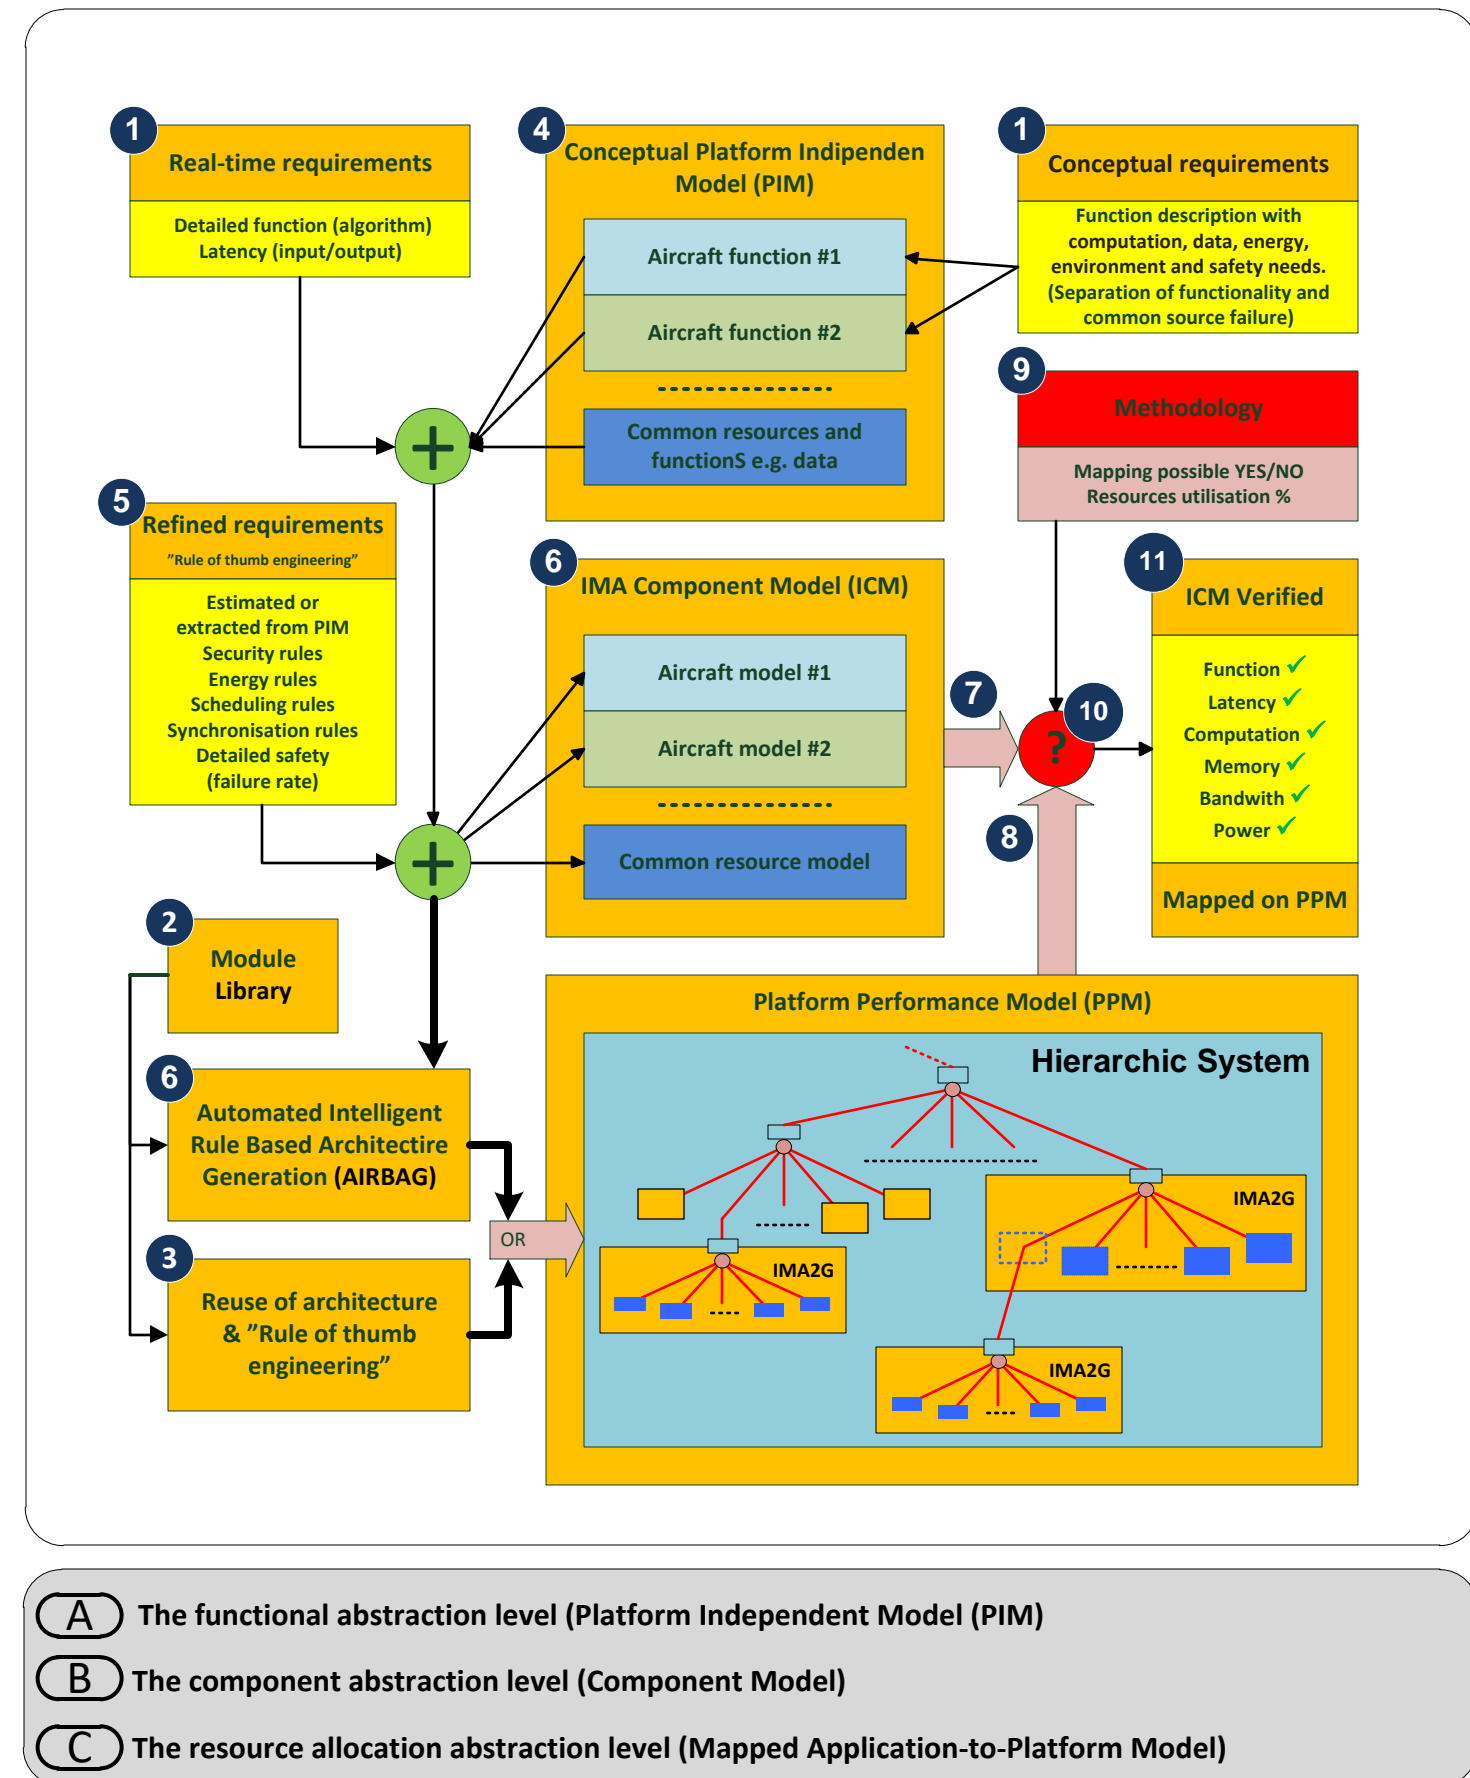 1
Real-time requirements
Detailed function (algorithm)
Latency (input/output)
4
Conceptual Platform Indipenden
Model (PIM)
Aircraft function #1
Aircraft function #2
Common resources and
functionS e.g. data
1
Conceptual requirements
Function description with
computation, data, energy,
environment and safety needs.
(Separation of functionality and
common source failure)
9
Methodology
Mapping possible YES/NO
Resources utilisation %
+
5
Refined requirements
”Rule of thumb engineering”
Estimated or
extracted from PIM
Security rules
Energy rules
Scheduling rules
Synchronisation rules
Detailed safety
(failure rate)
+
6
IMA Component Model (ICM)
Aircraft model #1
Aircraft model #2
Common resource model
7
8
?
10
11
ICM Verified
Function ✓
Latency ✓
Computation ✓
Memory ✓
Bandwith ✓
Power ✓
Mapped on PPM
2
Module
Library
6
Automated Intelligent
Rule Based Architectire
Generation (AIRBAG)
3
Reuse of architecture
& ”Rule of thumb
engineering”
OR
Platform Performance Model (PPM)
Hierarchic System
IMA2G
IMA2G
IMA2G
A The functional abstraction level (Platform Independent Model (PIM)
B The component abstraction level (Component Model)
C The resource allocation abstraction level (Mapped Application-to-Platform Model)